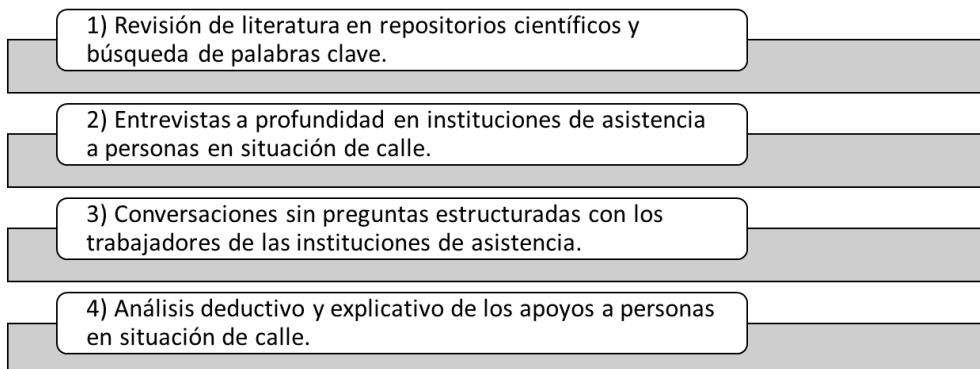 1) Revisión de literatura en repositorios científicos y
búsqueda de palabras clave.
2) Entrevistas a profundidad en instituciones de asistencia
a personas en situación de calle.
3) Conversaciones sin preguntas estructuradas con los
trabajadores de las instituciones de asistencia.
4) Análisis deductivo y explicativo de los apoyos a personas
en situación de calle.